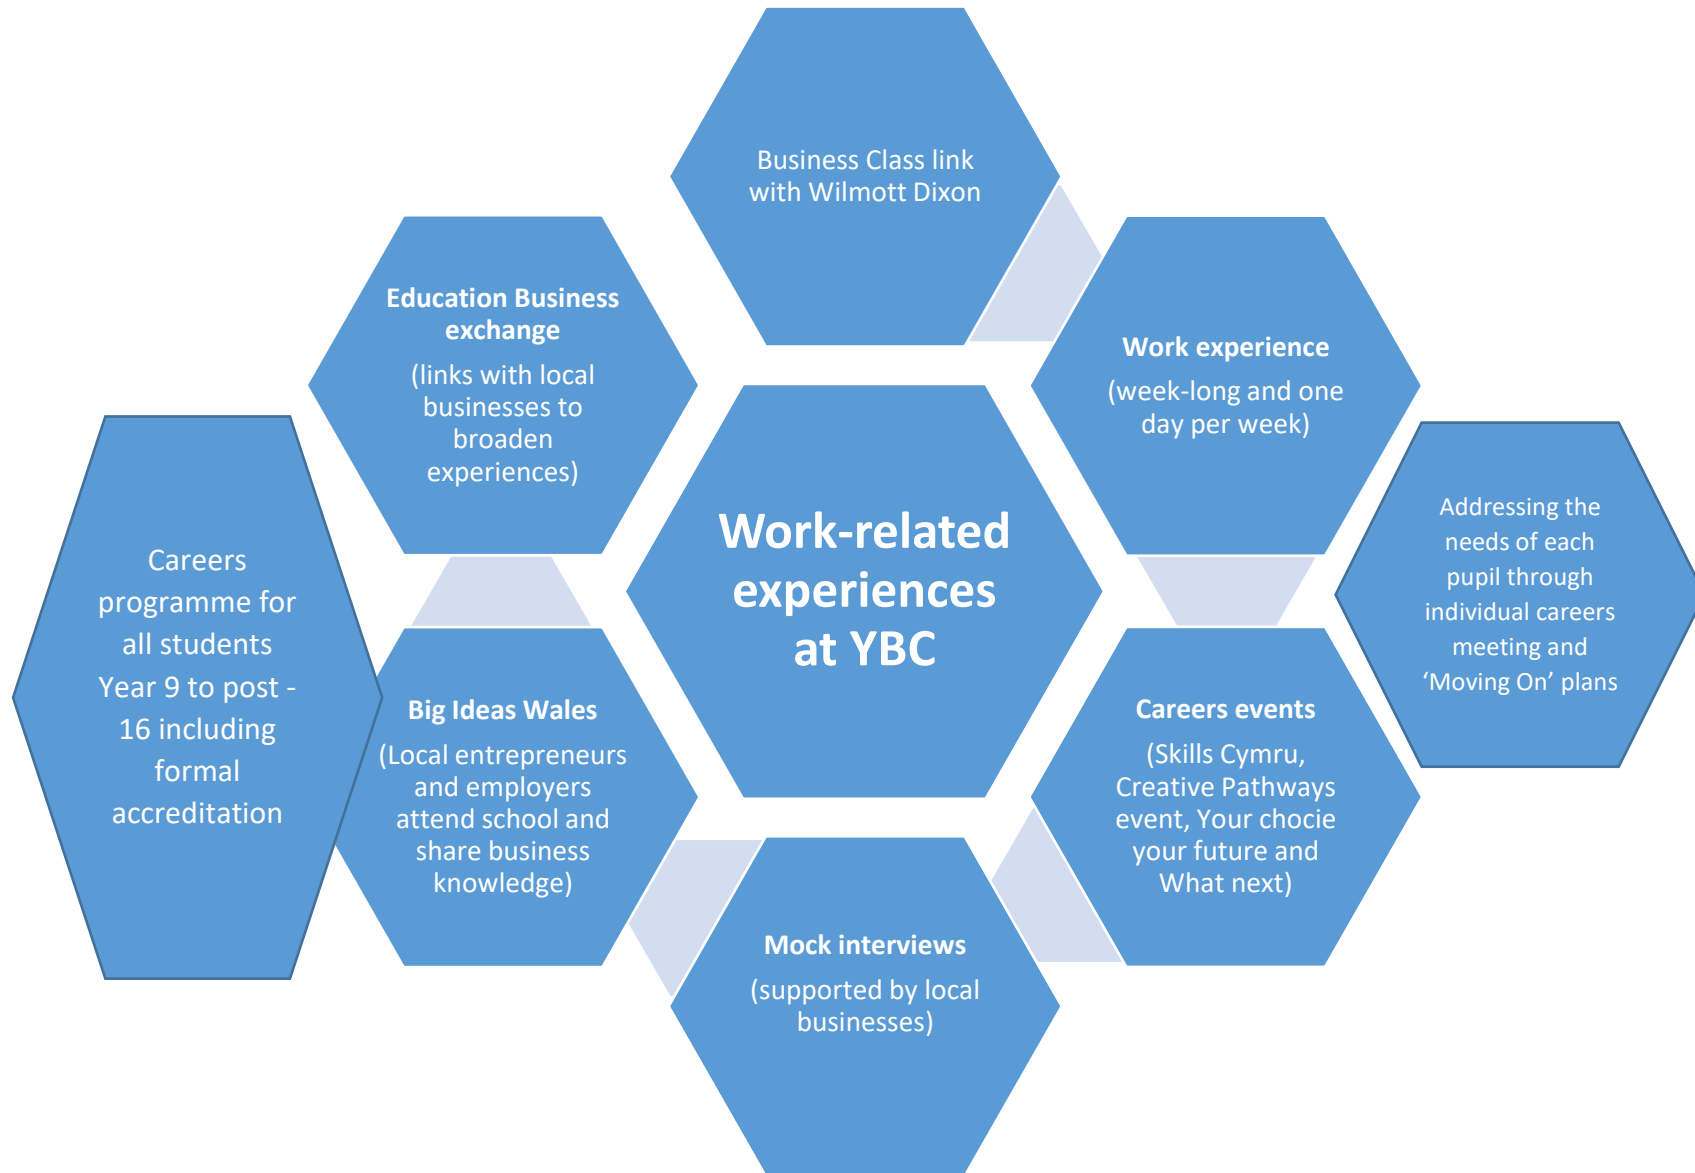 Business Class link
with Wilmott Dixon
Education Business
exchange
(links with local
businesses to
broaden
experiences)
Work experience
(week-long and one
day per week)
Work-related
experiences
at YBC
Careers
programme for
all students
Year 9 to post -
16 including
formal
accreditation
Addressing the
needs of each
pupil through
individual careers
meeting and
‘Moving On’ plans
Big Ideas Wales
(Local entrepreneurs
and employers
attend school and
share business
knowledge)
Careers events
(Skills Cymru,
Creative Pathways
event, Your chocie
your future and
What next)
Mock interviews
(supported by local
businesses)